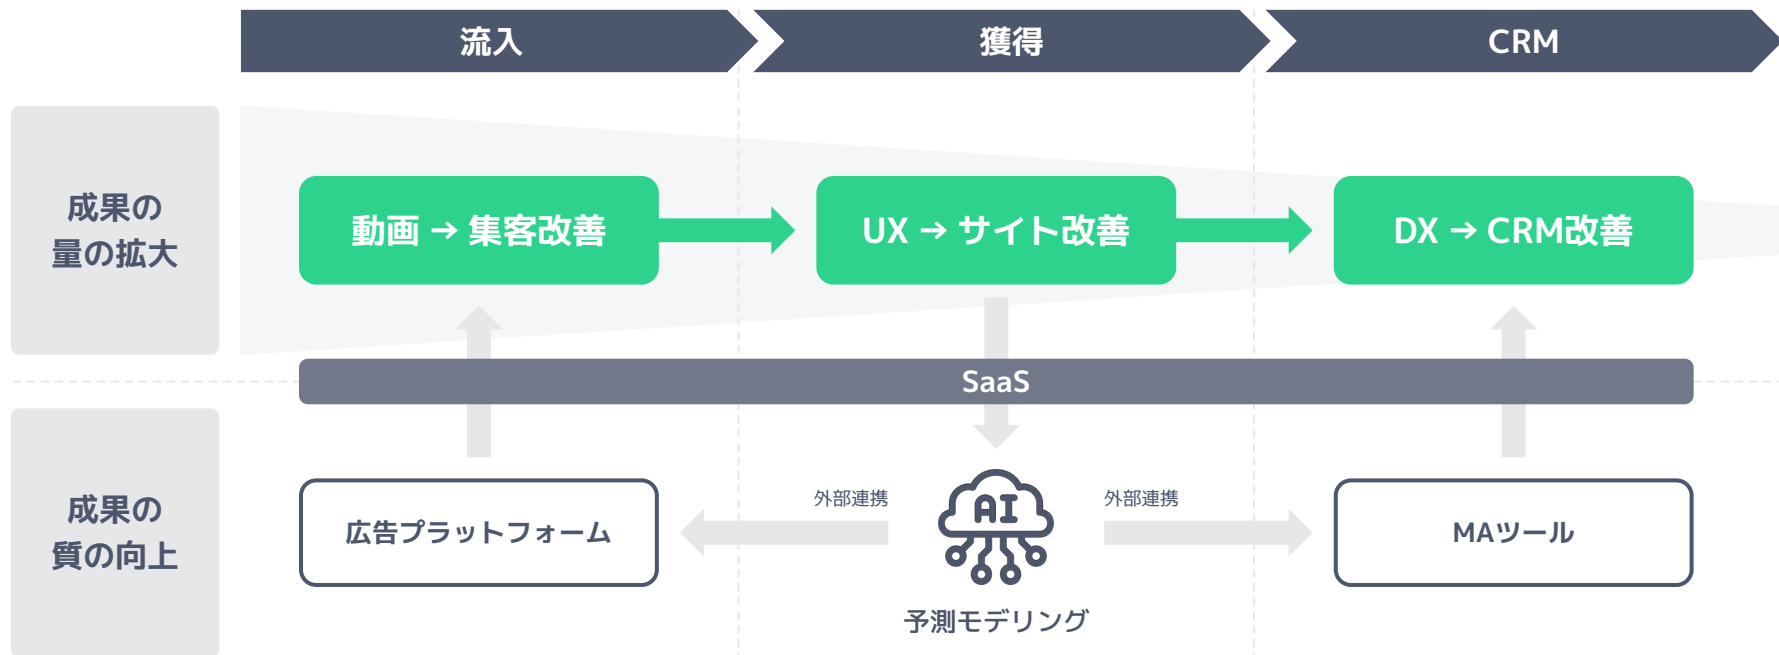 流入
獲得
CRM
成果の
量の拡大
動画 → 集客改善
UX → サイト改善
DX → CRM改善
SaaS
成果の
質の向上
広告プラットフォーム
外部連携
AI
外部連携
MAツール
予測モデリング